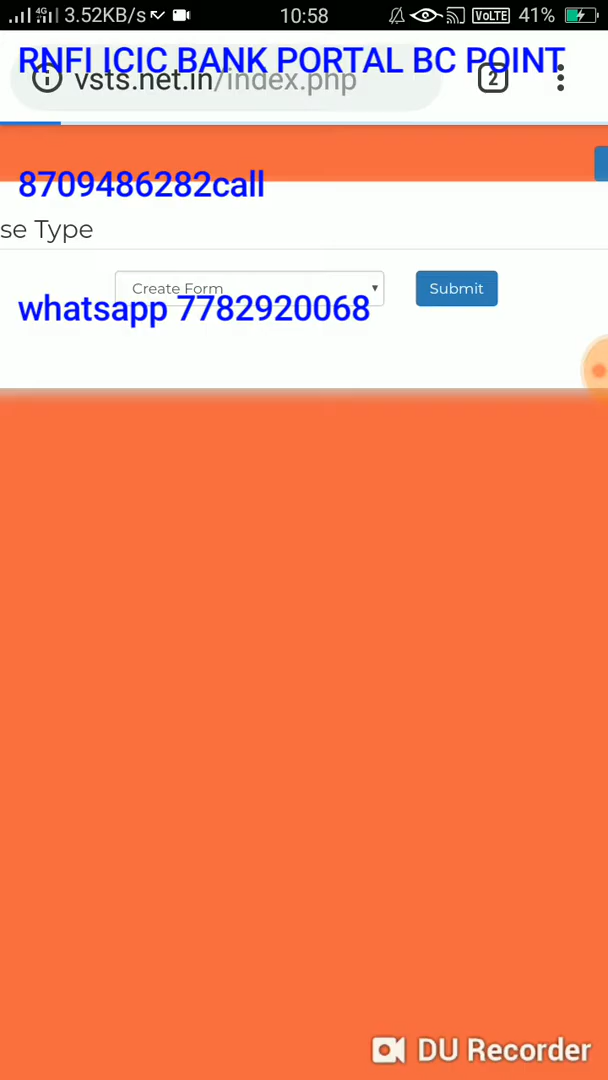 3.52KB/s 10:58 VoLTE 41%
RNFI ICIC BANK PORTAL BC POINT
vsts.net.in/index.php 2
8709486282call
se Type
Create Form Submit
whatsapp 7782920068
DU Recorder